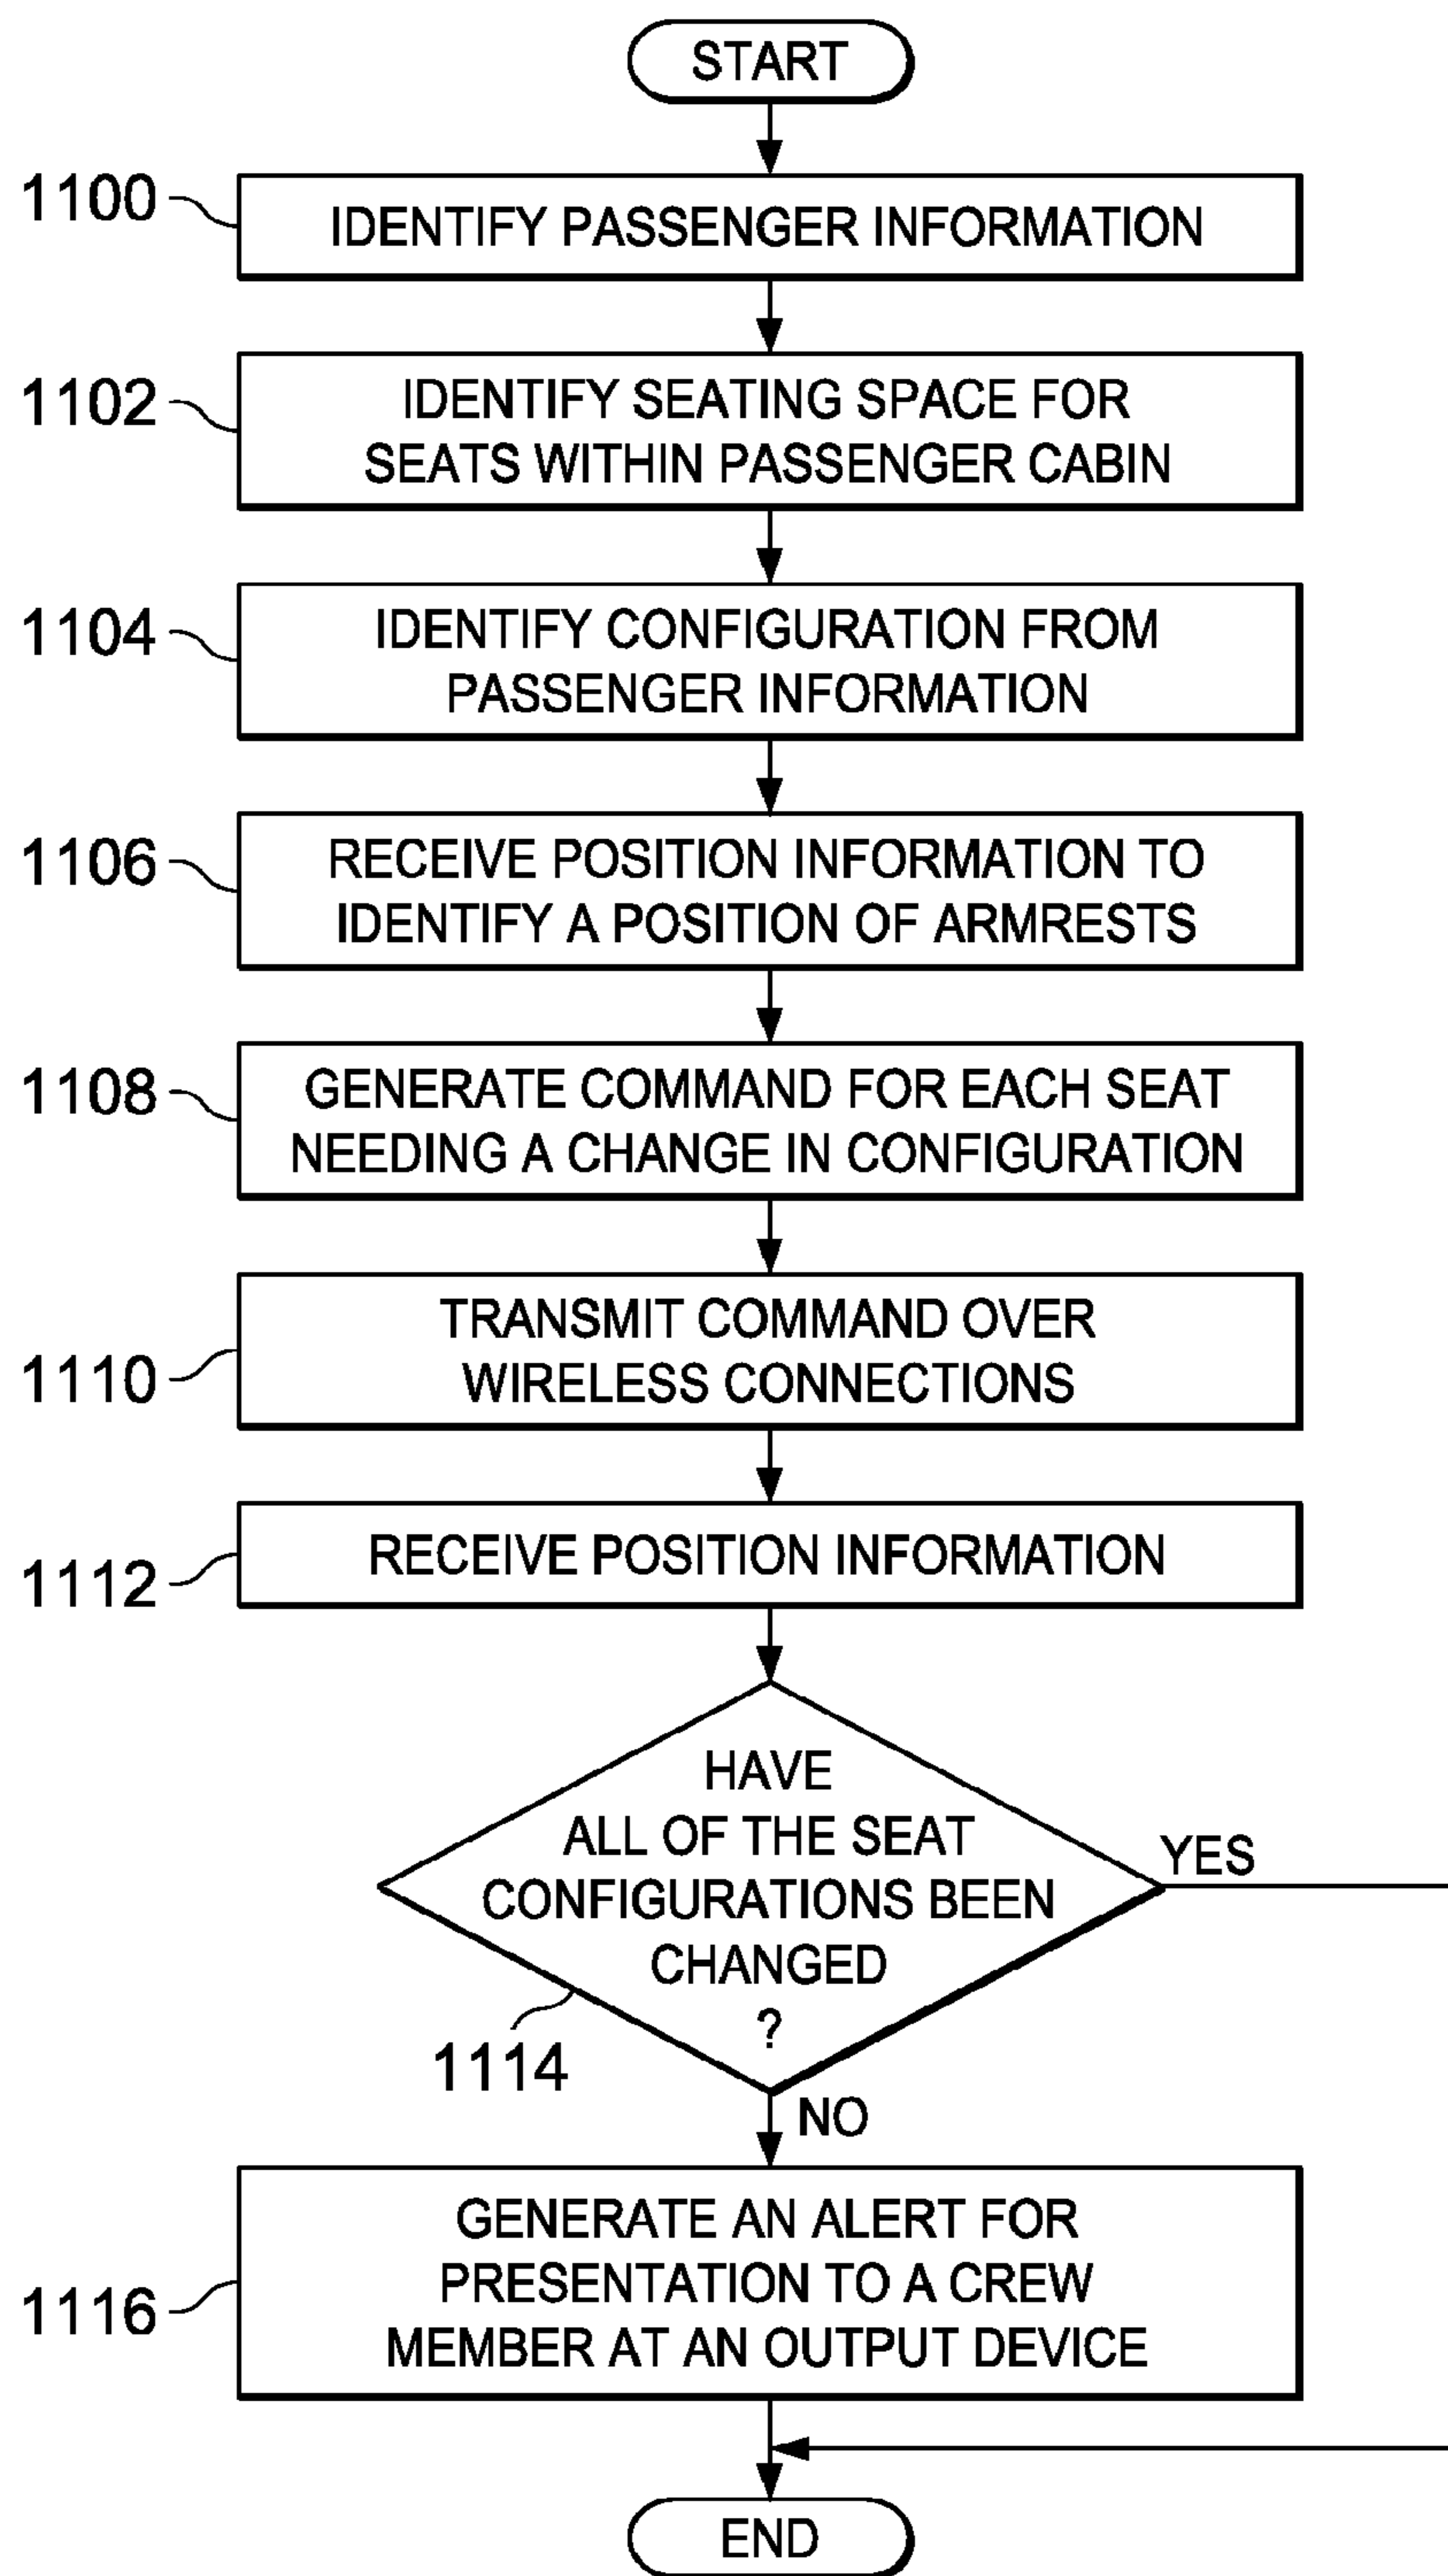 START
1100
IDENTIFY PASSENGER INFORMATION
1102
IDENTIFY SEATING SPACE FOR
SEATS WITHIN PASSENGER CABIN
1104
IDENTIFY CONFIGURATION FROM
PASSENGER INFORMATION
1106
RECEIVE POSITION INFORMATION TO
IDENTIFY A POSITION OF ARMRESTS
1108
GENERATE COMMAND FOR EACH SEAT
NEEDING A CHANGE IN CONFIGURATION
1110
TRANSMIT COMMAND OVER
WIRELESS CONNECTIONS
1112
RECEIVE POSITION INFORMATION
HAVE
ALL OF THE SEAT
CONFIGURATIONS BEEN
CHANGED
?
YES
1114
NO
1116
GENERATE AN ALERT FOR
PRESENTATION TO A CREW
MEMBER AT AN OUTPUT DEVICE
END